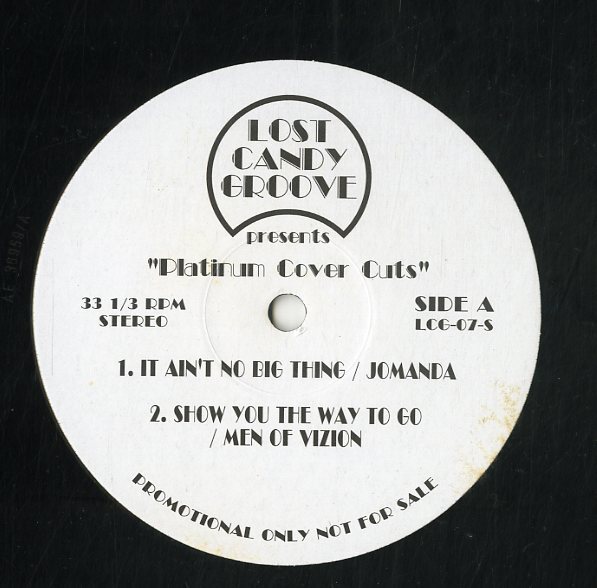 LOST
CANDY
GROOVE
presents
"Platinum Cover Cuts"
33 1/3 RPM
STEREO
SIDE A
LCG-07-S
1. IT AIN'T NO BIG THING / JOMANDA
2. SHOW YOU THE WAY TO GO
/ MEN OF VIZION
PROMOTIONAL ONLY NOT FOR SALE